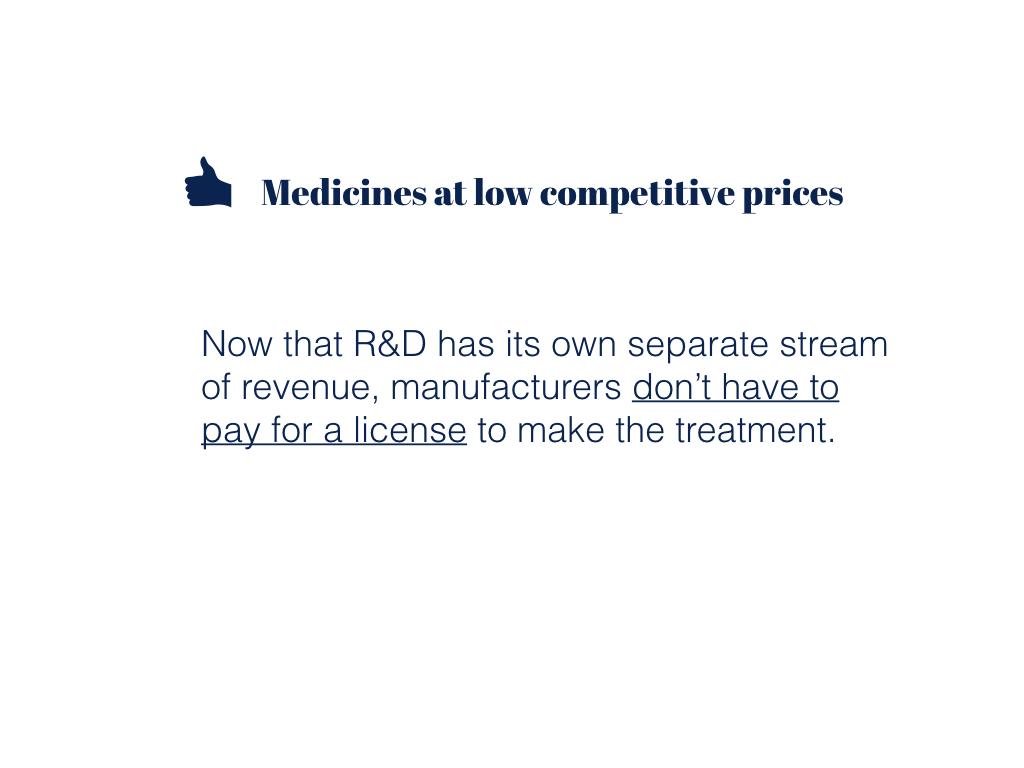 Medicines at low competitive prices
Now that R&D has its own separate stream
of revenue, manufacturers don’t have to
pay for a license to make the treatment.